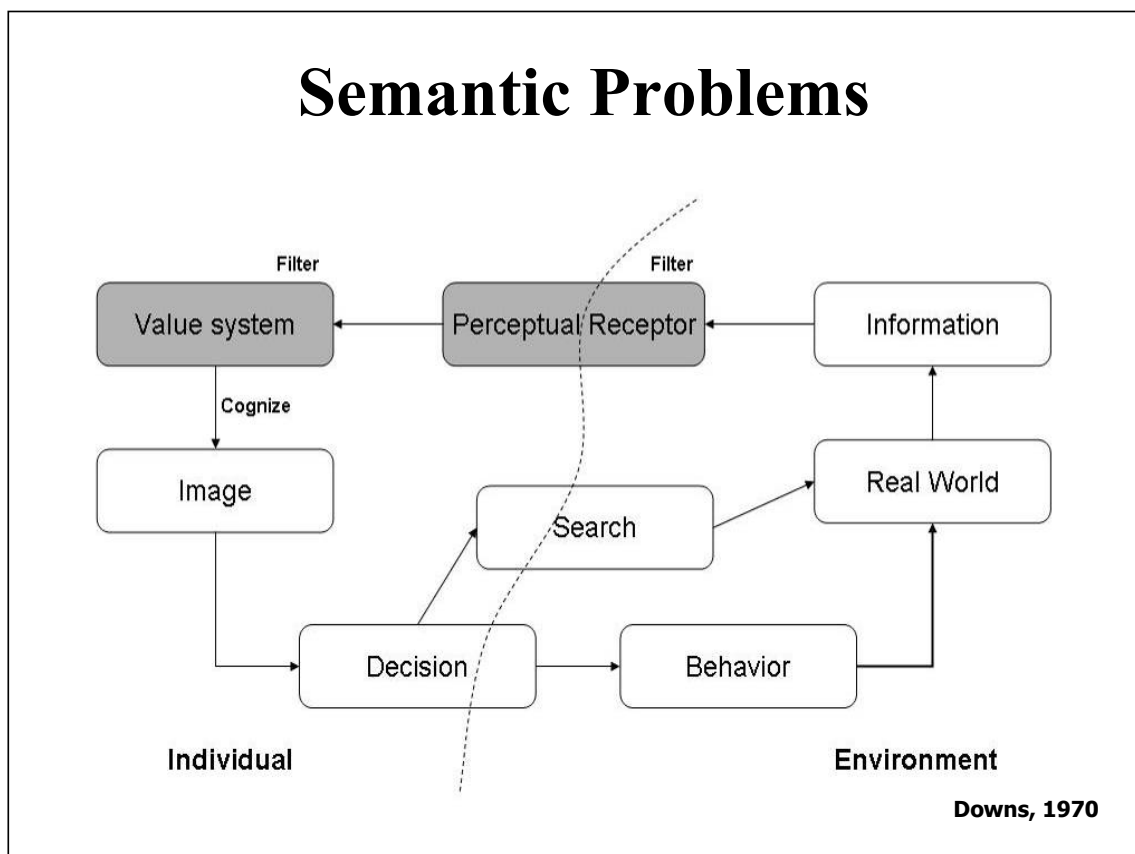 Semantic Problems
Filter
Filter
Value system
Perceptual Receptor
Information
Cognize
Image
Real World
Search
Decision
Behavior
Individual
Environment
Downs, 1970